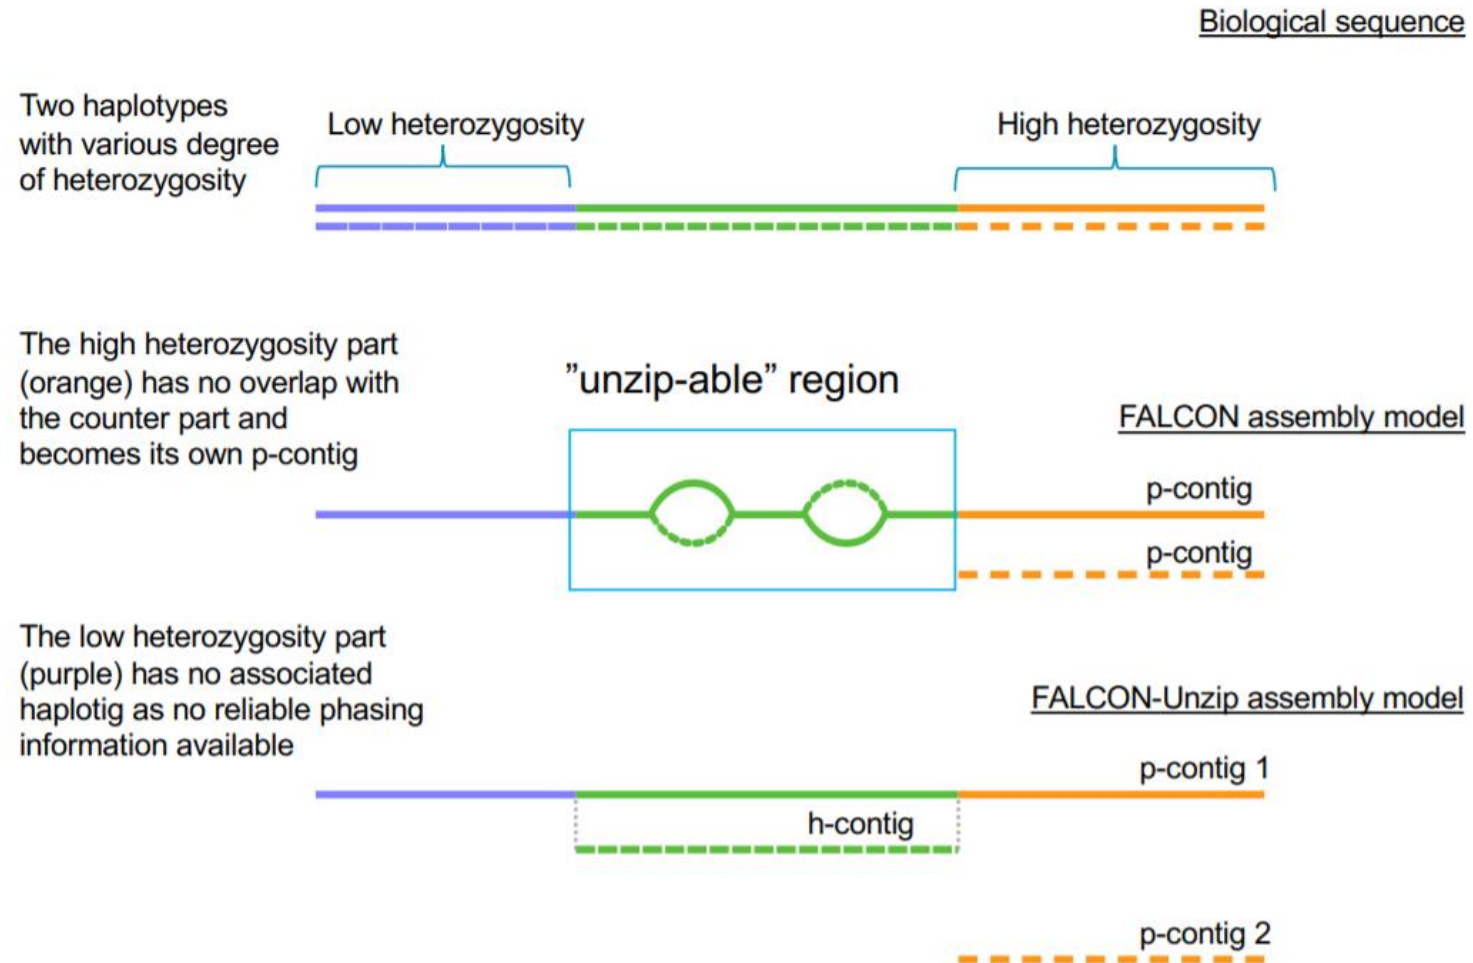 Biological sequence
Two haplotypes
with various degree
of heterozygosity
Low heterozygosity
High heterozygosity
The high heterozygosity part
(orange) has no overlap with
the counter part and
becomes its own p-contig
”unzip-able” region
FALCON assembly model
p-contig
p-contig
The low heterozygosity part
(purple) has no associated
haplotig as no reliable phasing
information available
FALCON-Unzip assembly model
p-contig 1
h-contig
p-contig 2